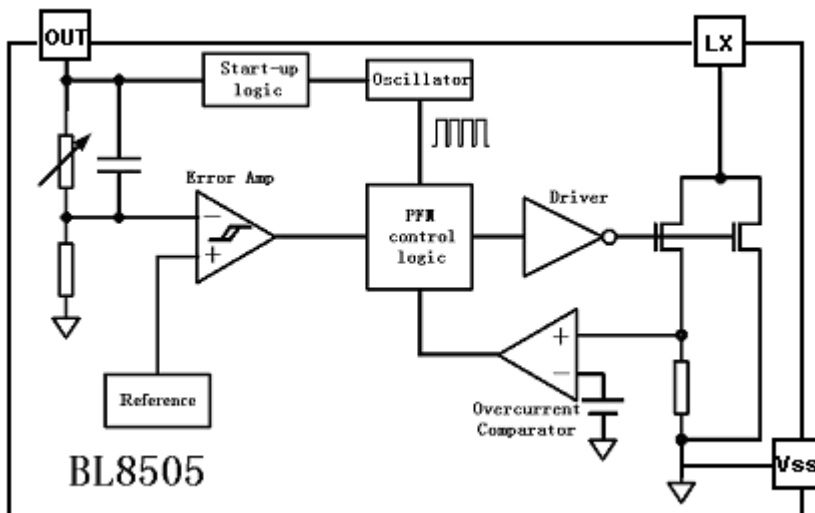 OUT
LX
Start-up
logic
Oscillator
Error Amp
Driver
PFM
control
logic
−
+
+
−
Reference
Overcurrent
Comparator
BL8505
Vss